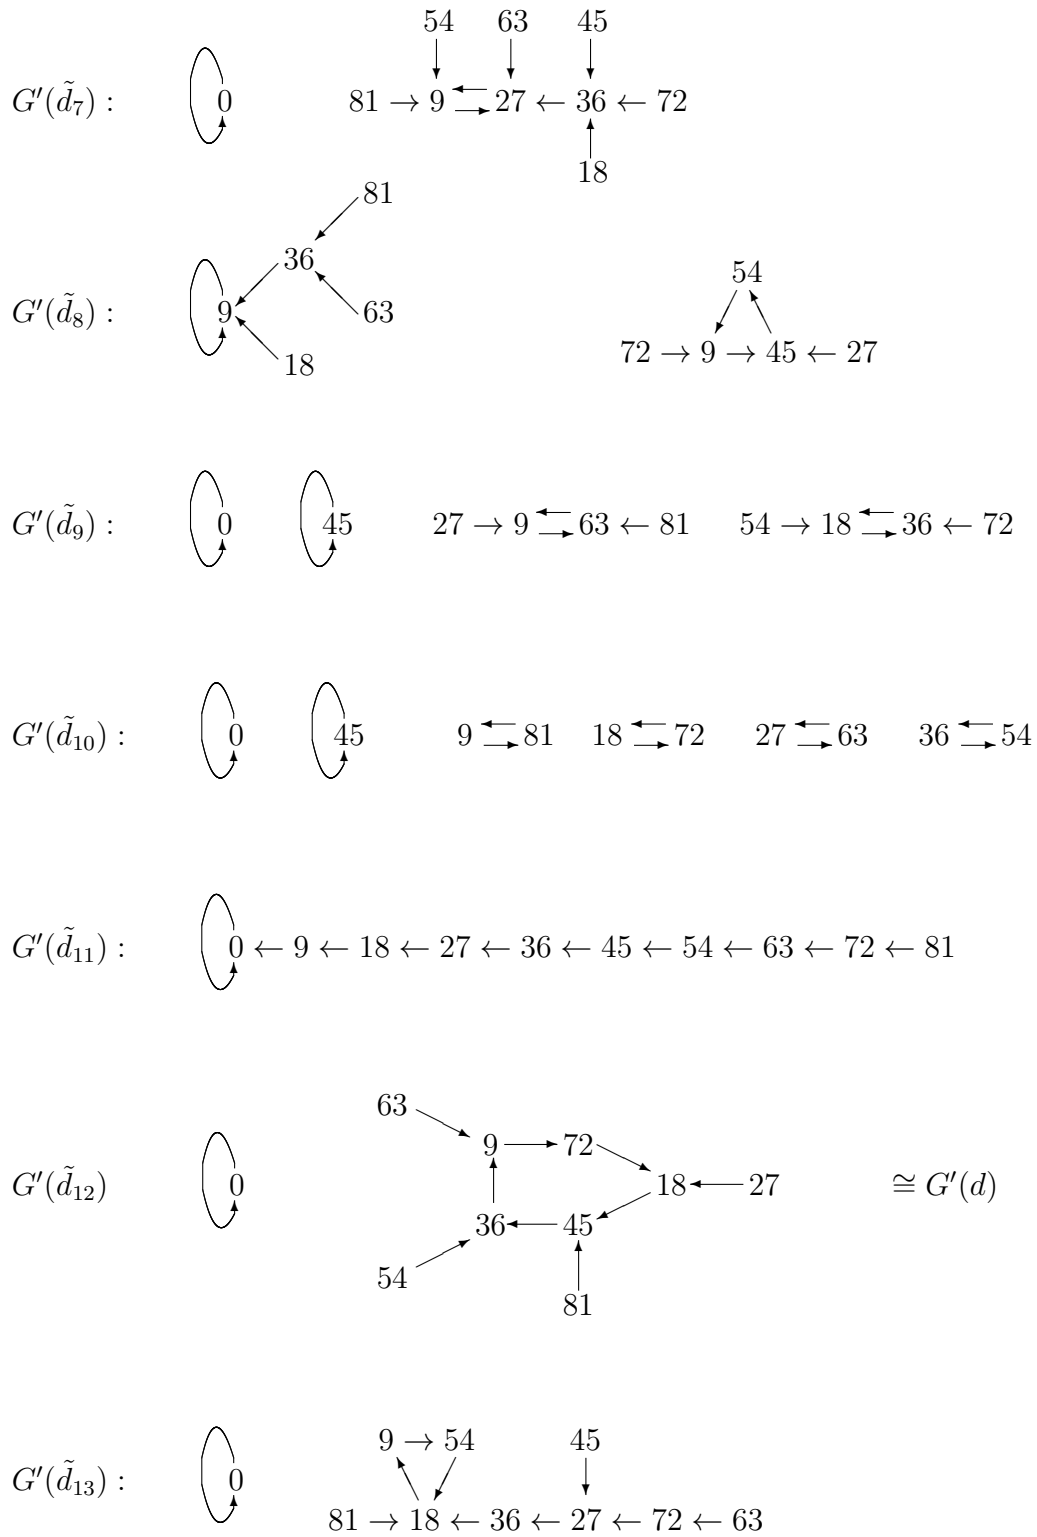 54 63 45
G′(d̃₇) : 0 81 → 9 ⇄ 27 ← 36 ← 72
18
81
36
54
G′(d̃₈) : 9 63
72 → 9 → 45 ← 27
18
G′(d̃₉) : 0 45 27 → 9 ⇄ 63 ← 81 54 → 18 ⇄ 36 ← 72
G′(d̃₁₀) : 0 45 9 ⇄ 81 18 ⇄ 72 27 ⇄ 63 36 ⇄ 54
G′(d̃₁₁) : 0 ← 9 ← 18 ← 27 ← 36 ← 45 ← 54 ← 63 ← 72 ← 81
63
9 → 72
G′(d̃₁₂) 0 18 ← 27 ≅ G′(d)
36 ← 45
54
81
9 → 54 45
G′(d̃₁₃) : 0
81 → 18 ← 36 ← 27 ← 72 ← 63